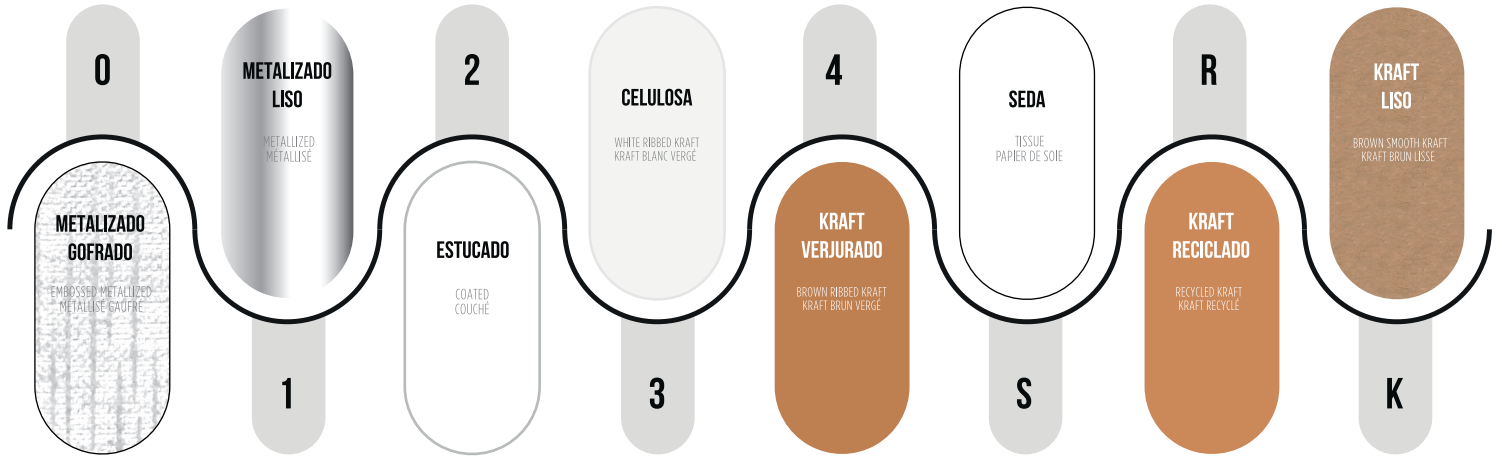 0
METALIZADO
GOFRADO
EMBOSSED METALLIZED
MÉTALLISÉ GAUFRÉ
METALIZADO
LISO
METALLIZED
MÉTALLISÉ
1
2
ESTUCADO
COATED
COUCHÉ
CELULOSA
WHITE RIBBED KRAFT
KRAFT BLANC VERGÉ
3
4
KRAFT
VERJURADO
BROWN RIBBED KRAFT
KRAFT BRUN VERGÉ
SEDA
TISSUE
PAPIER DE SOIE
S
R
KRAFT
RECICLADO
RECYCLED KRAFT
KRAFT RECYCLÉ
KRAFT
LISO
BROWN SMOOTH KRAFT
KRAFT BRUN LISSE
K